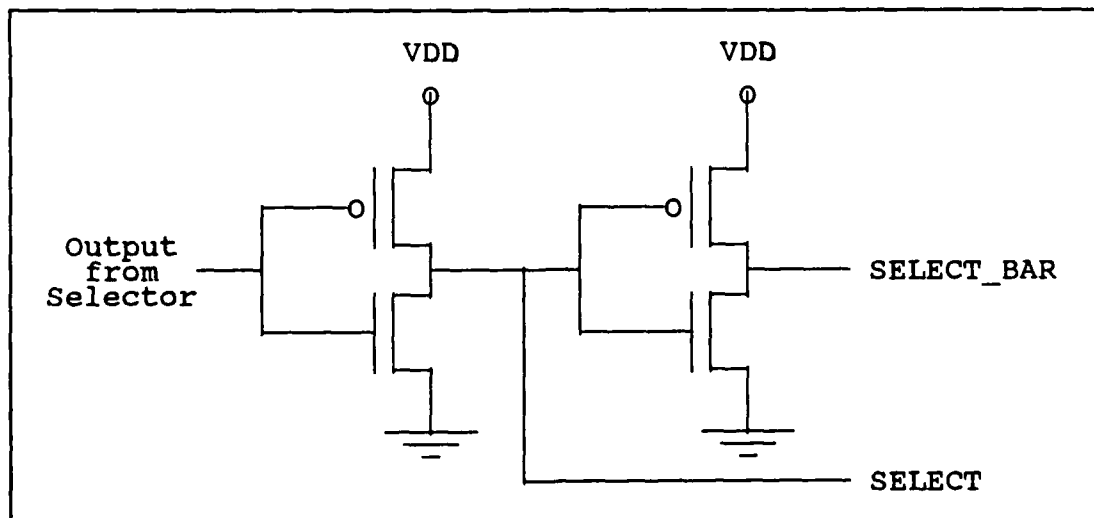 VDD
VDD
Output
from
Selector
SELECT_BAR
SELECT